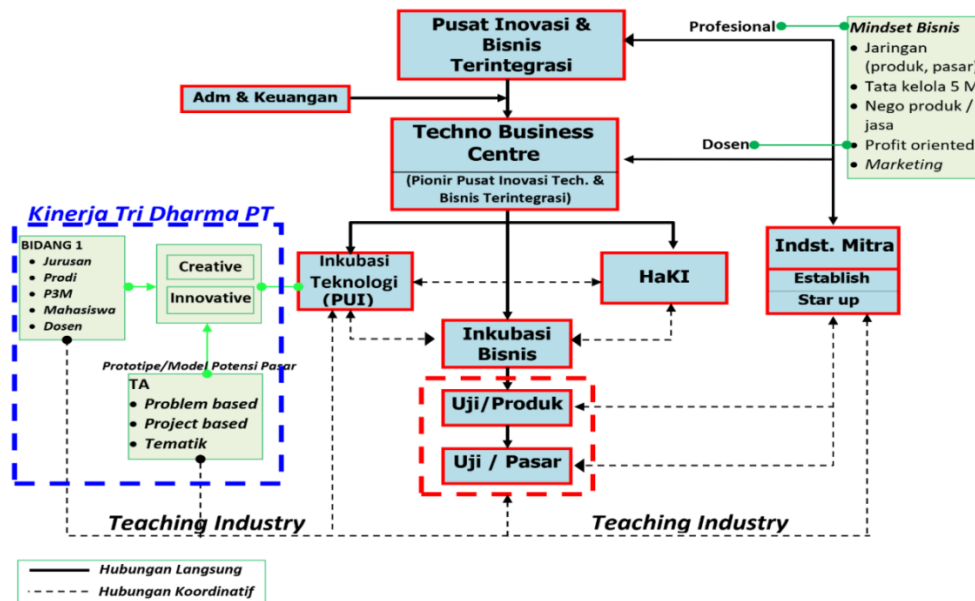 Pusat Inovasi &
Bisnis
Terintegrasi
Profesional
Mindset Bisnis
Jaringan
(produk, pasar)
Tata kelola 5 M
Nego produk /
jasa
Profit oriented
Marketing
Adm & Keuangan
Techno Business
Centre
(Pionir Pusat Inovasi Tech. &
Bisnis Terintegrasi)
Dosen
Kinerja Tri Dharma PT
BIDANG 1
Jurusan
Prodi
P3M
Mahasiswa
Dosen
Creative
Innovative
Inkubasi
Teknologi
(PUI)
HaKI
Indst. Mitra
Establish
Star up
Inkubasi
Bisnis
Prototipe/Model Potensi Pasar
TA
Problem based
Project based
Tematik
Uji/Produk
Uji / Pasar
Teaching Industry
Teaching Industry
Hubungan Langsung
Hubungan Koordinatif